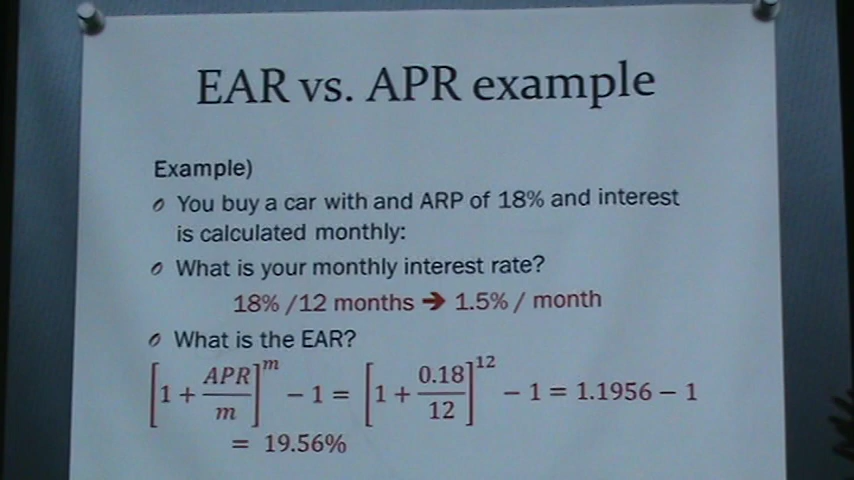 EAR vs. APR example
Example)
You buy a car with and ARP of 18% and interest
is calculated monthly:
What is your monthly interest rate?
18% /12 months ➔ 1.5% / month
What is the EAR?
[1 + APR/m]^m − 1 = [1 + 0.18/12]^12 − 1 = 1.1956 − 1
= 19.56%